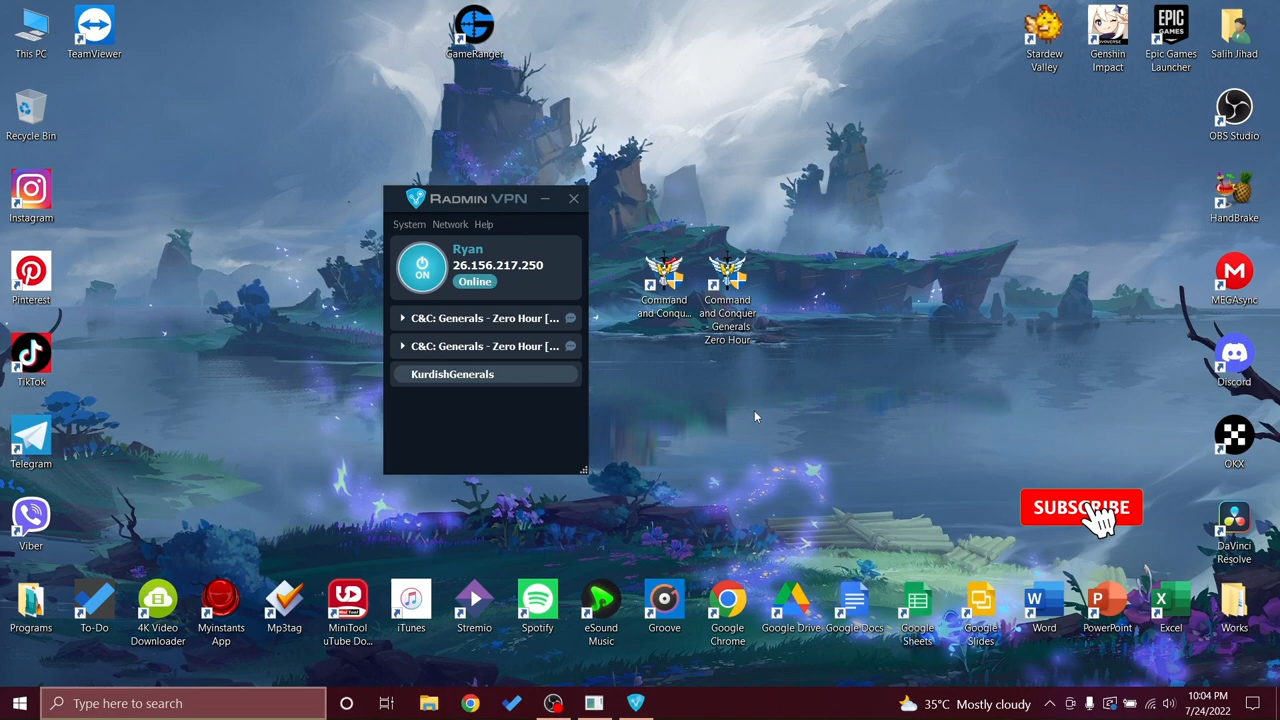 This PC
TeamViewer
GameRanger
Stardew
Valley
Genshin
Impact
Epic Games
Launcher
EPIC
GAMES
Salih Jihad
Recycle Bin
OBS Studio
Instagram
HandBrake
RADMIN VPN
System Network Help
ON
Ryan
26.156.217.250
Online
C&C: Generals - Zero Hour [...
C&C: Generals - Zero Hour [...
KurdishGenerals
Command
and Conqu...
Command
and Conquer
- Generals
Zero Hour
Pinterest
MEGAsync
TikTok
Discord
Telegram
OKX
SUBSCRIBE
Viber
DaVinci
Resolve
Programs
To-Do
4K Video
Downloader
Myinstants
App
Mp3tag
MiniTool
uTube Do...
iTunes
Stremio
Spotify
eSound
Music
Groove
Google
Chrome
Google Drive
Google Docs
Google
Sheets
Google
Slides
Word
PowerPoint
Excel
Works
Type here to search
35°C Mostly cloudy
10:04 PM
7/24/2022